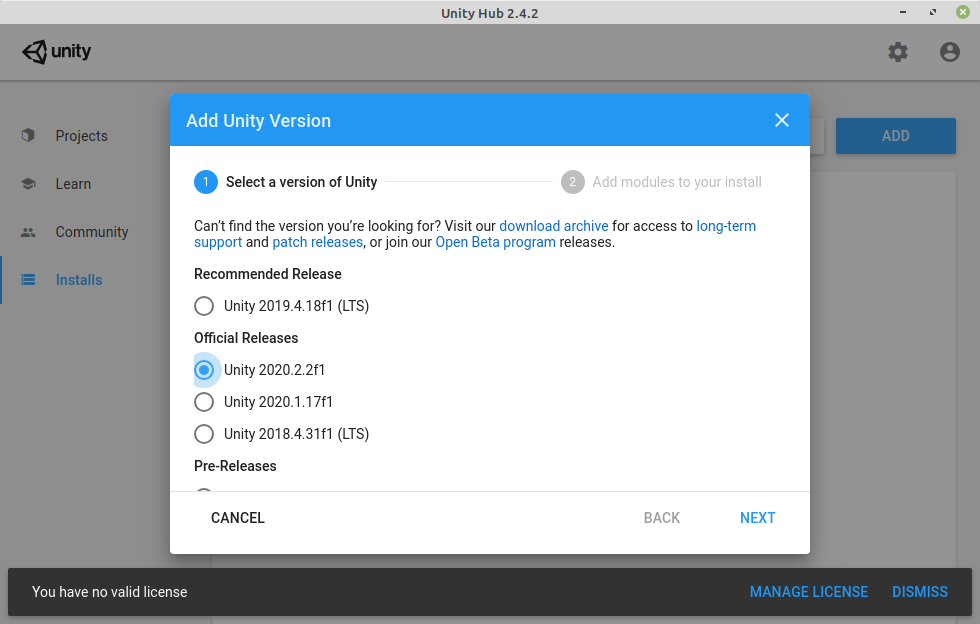 Unity Hub 2.4.2
unity
Projects
Learn
Community
Installs
ADD
Add Unity Version
1 Select a version of Unity
2 Add modules to your install
Can't find the version you're looking for? Visit our download archive for access to long-term
support and patch releases, or join our Open Beta program releases.
Recommended Release
Unity 2019.4.18f1 (LTS)
Official Releases
Unity 2020.2.2f1
Unity 2020.1.17f1
Unity 2018.4.31f1 (LTS)
Pre-Releases
CANCEL
BACK
NEXT
You have no valid license
MANAGE LICENSE
DISMISS